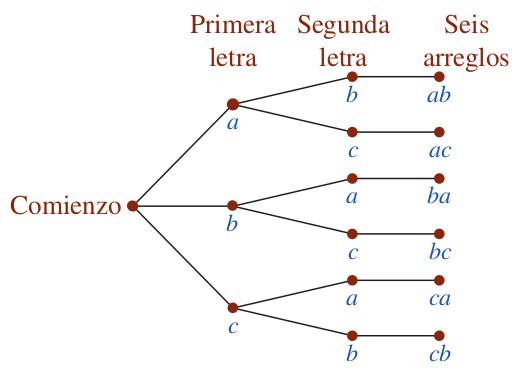 Primera Segunda Seis
letra letra arreglos
b ab
a
c ac
a ba
Comienzo b
c bc
a ca
c
b cb